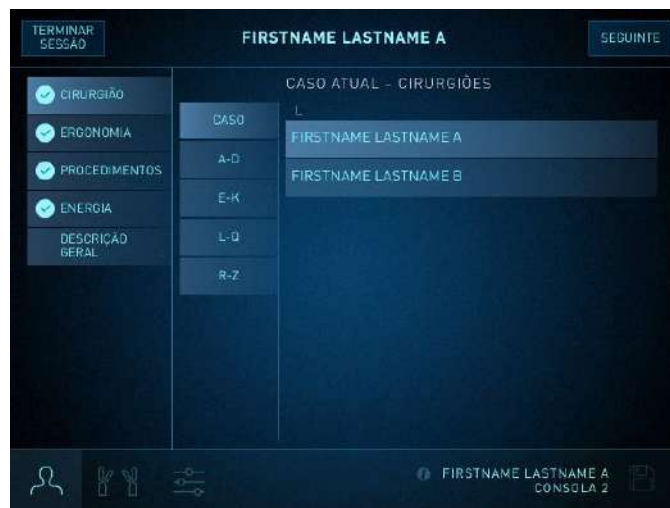 TERMINAR
SESSÃO
FIRSTNAME LASTNAME A
SEGUINTE
CIRURGIÃO
ERGONOMIA
PROCEDIMENTOS
ENERGIA
DESCRIÇÃO
GERAL
CASO
A-D
E-K
L-Q
R-Z
CASO ATUAL - CIRURGIÕES
L
FIRSTNAME LASTNAME A
FIRSTNAME LASTNAME B
FIRSTNAME LASTNAME A
CONSOLA 2